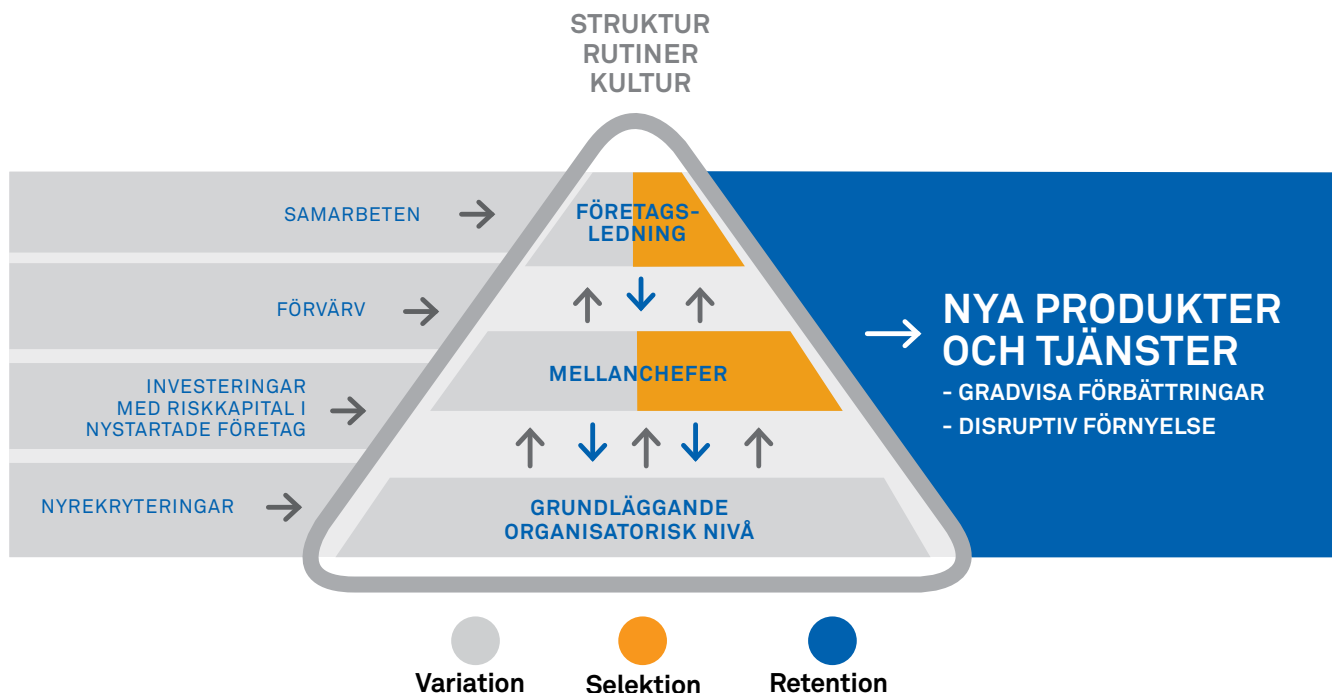 STRUKTUR
RUTINER
KULTUR
SAMARBETEN
FÖRETAGS-
LEDNING
FÖRVÄRV
NYA PRODUKTER
OCH TJÄNSTER
- GRADVISA FÖRBÄTTRINGAR
- DISRUPTIV FÖRNYELSE
INVESTERINGAR
MED RISKKAPITAL I
NYSTARTADE FÖRETAG
MELLANCHEFER
NYREKRYTERINGAR
GRUNDLÄGGANDE
ORGANISATORISK NIVÅ
Variation
Selektion
Retention